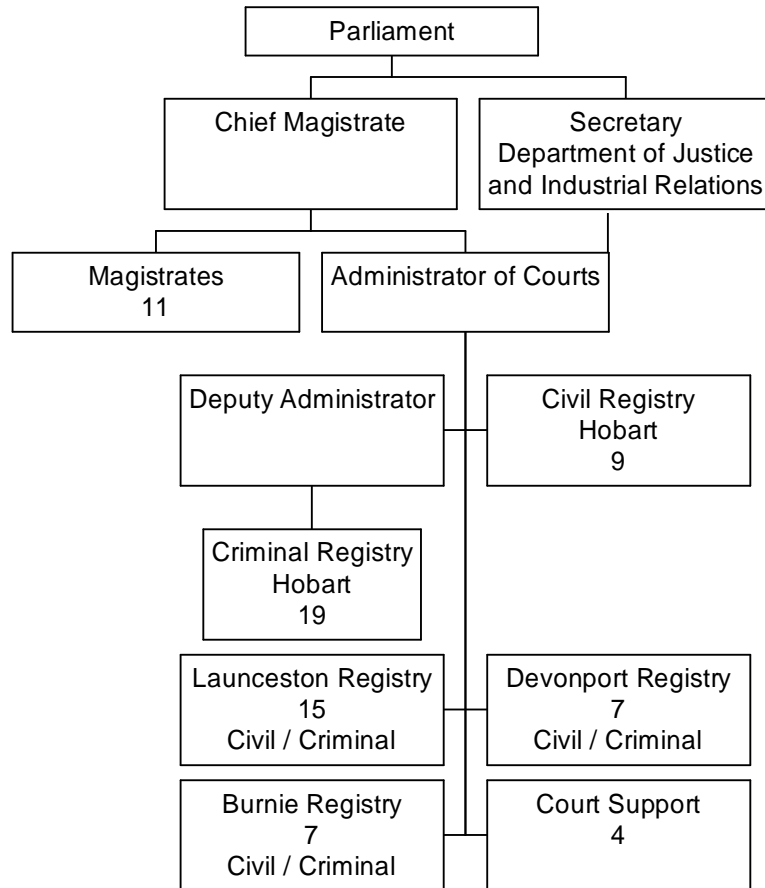 Parliament
Chief Magistrate
Secretary
Department of Justice
and Industrial Relations
Magistrates
11
Administrator of Courts
Deputy Administrator
Civil Registry
Hobart
9
Criminal Registry
Hobart
19
Launceston Registry
15
Civil / Criminal
Devonport Registry
7
Civil / Criminal
Burnie Registry
7
Civil / Criminal
Court Support
4